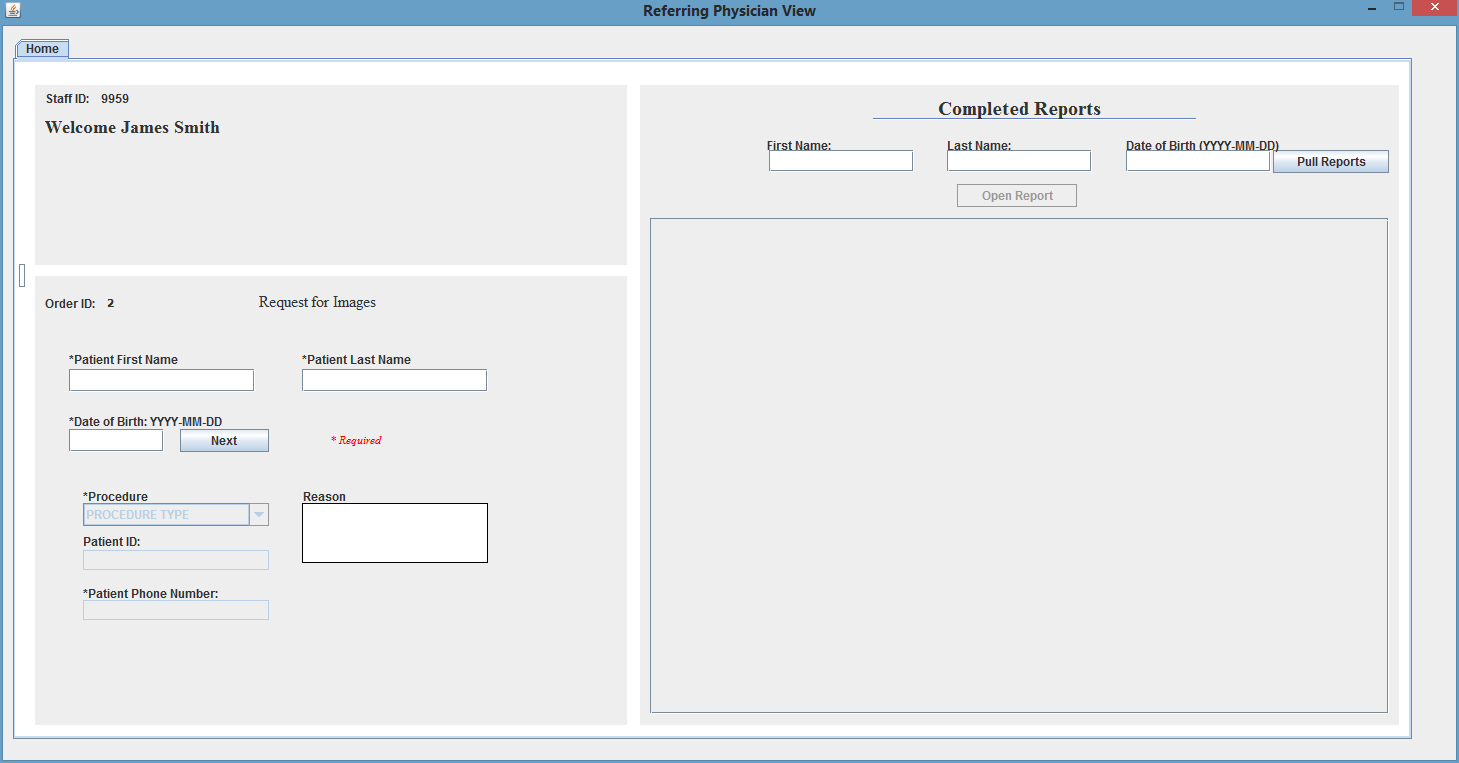 Referring Physician View
Home
Staff ID: 9959
Welcome James Smith
Order ID: 2 Request for Images
*Patient First Name *Patient Last Name
*Date of Birth: YYYY-MM-DD
Next * Required
*Procedure Reason
PROCEDURE TYPE
Patient ID:
*Patient Phone Number:
Completed Reports
First Name: Last Name: Date of Birth (YYYY-MM-DD)
Pull Reports
Open Report